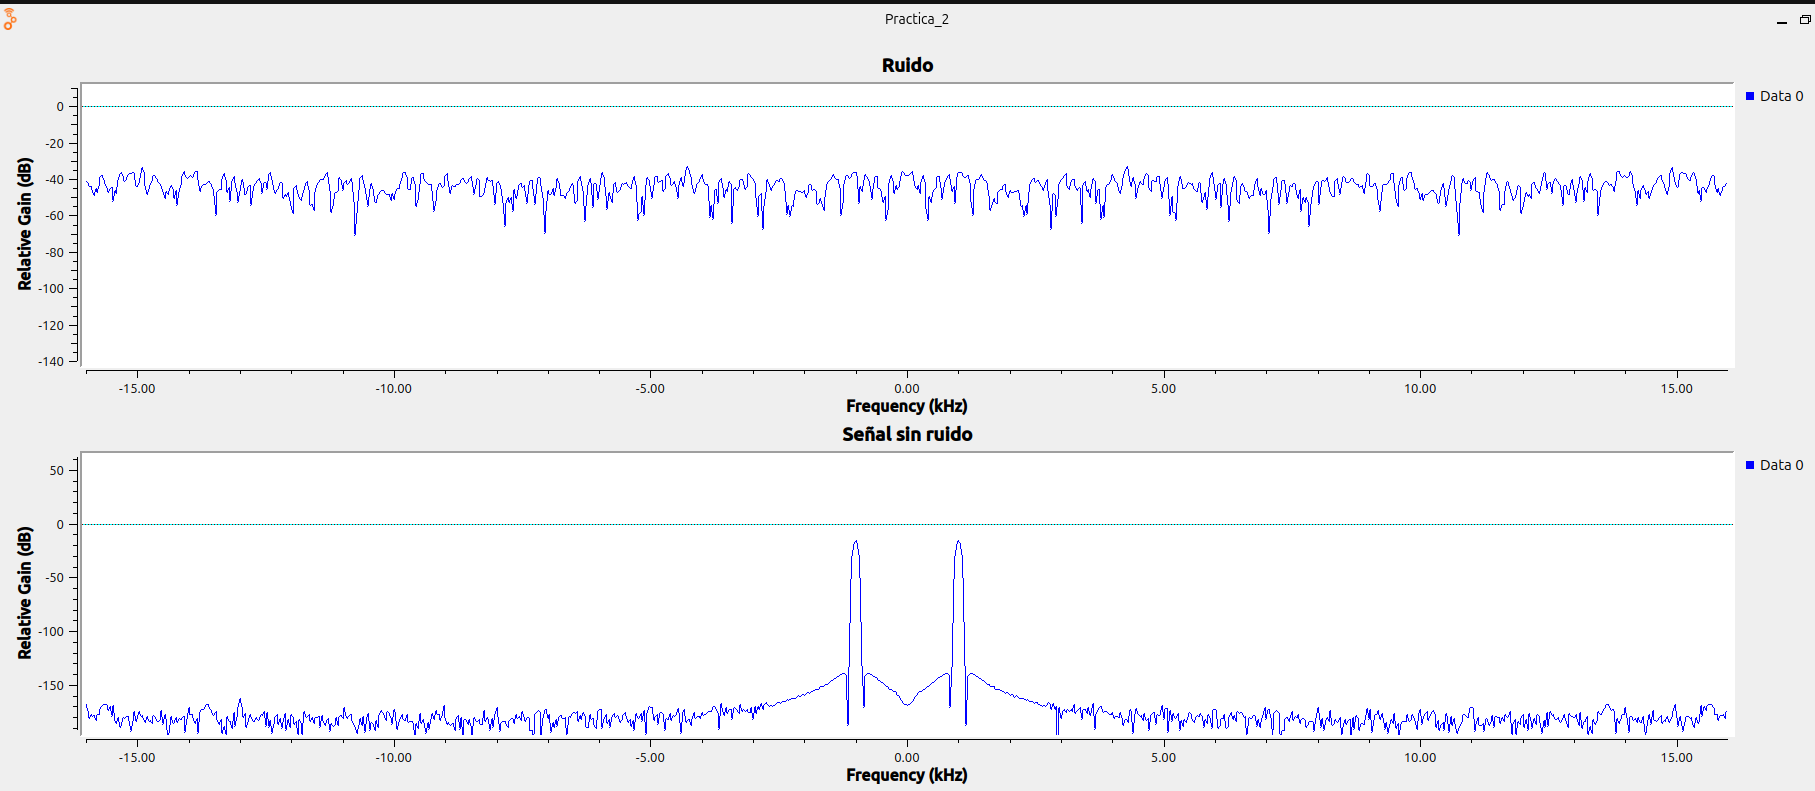 Practica_2
Ruido
Data 0
Relative Gain (dB)
0
-20
-40
-60
-80
-100
-120
-140
-15.00 -10.00 -5.00 0.00 5.00 10.00 15.00
Frequency (kHz)
Señal sin ruido
Data 0
Relative Gain (dB)
50
0
-50
-100
-150
-15.00 -10.00 -5.00 0.00 5.00 10.00 15.00
Frequency (kHz)